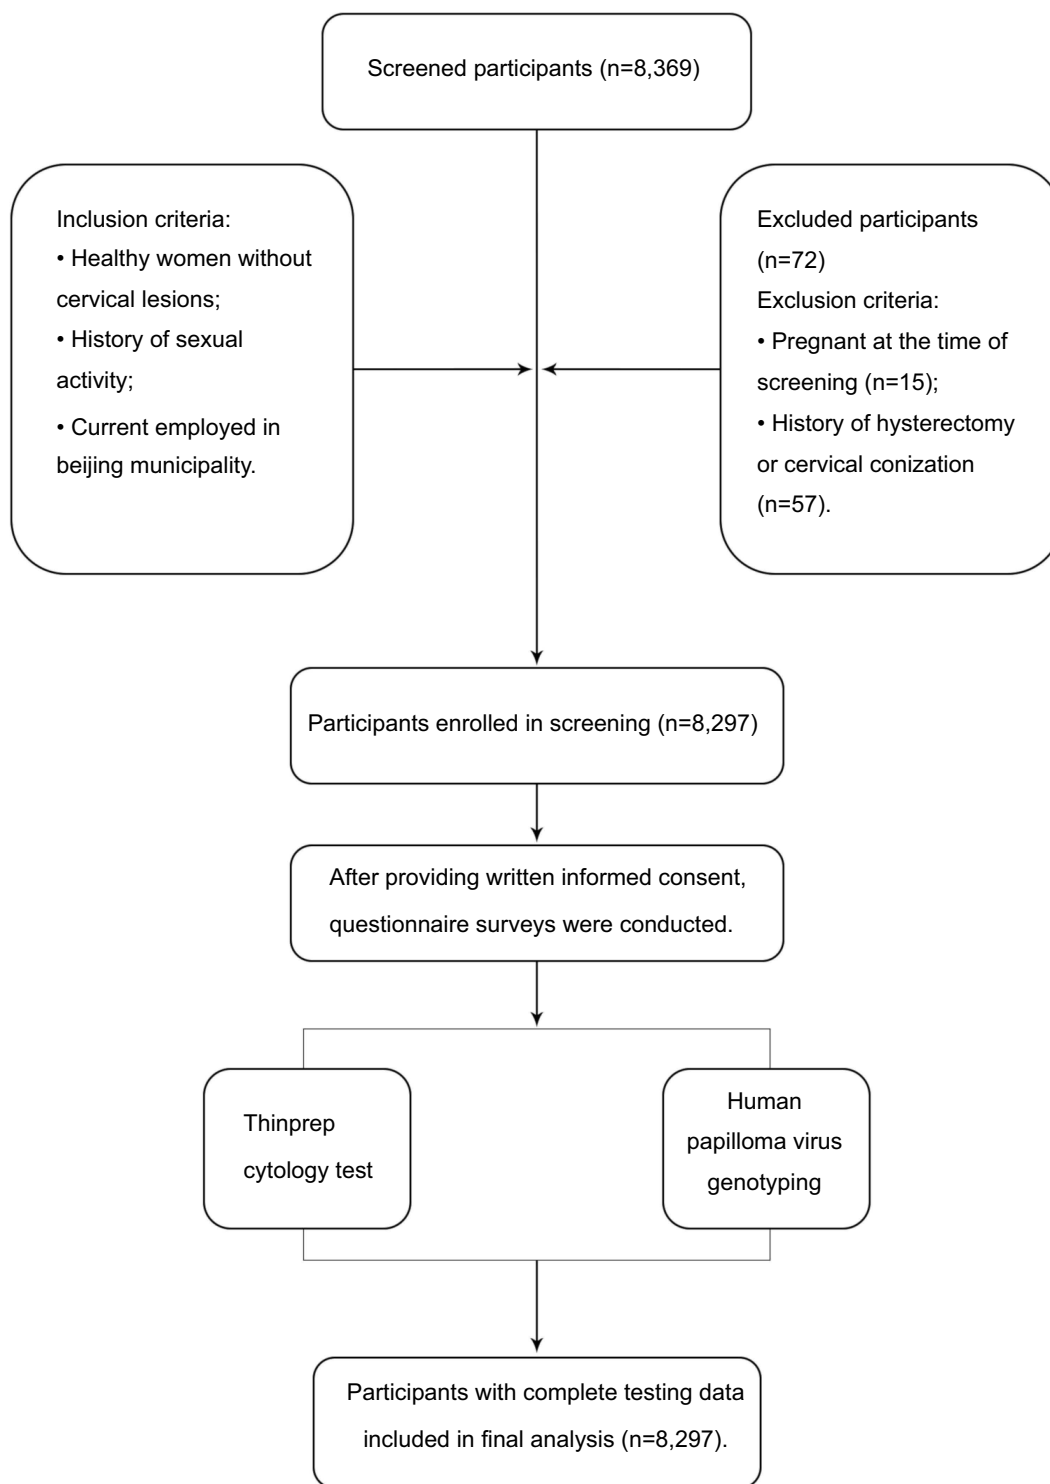 Screened participants (n=8,369)
Inclusion criteria:
• Healthy women without
cervical lesions;
• History of sexual
activity;
• Current employed in
beijing municipality.
Excluded participants
(n=72)
Exclusion criteria:
• Pregnant at the time of
screening (n=15);
• History of hysterectomy
or cervical conization
(n=57).
Participants enrolled in screening (n=8,297)
After providing written informed consent,
questionnaire surveys were conducted.
Thinprep
cytology test
Human
papilloma virus
genotyping
Participants with complete testing data
included in final analysis (n=8,297).